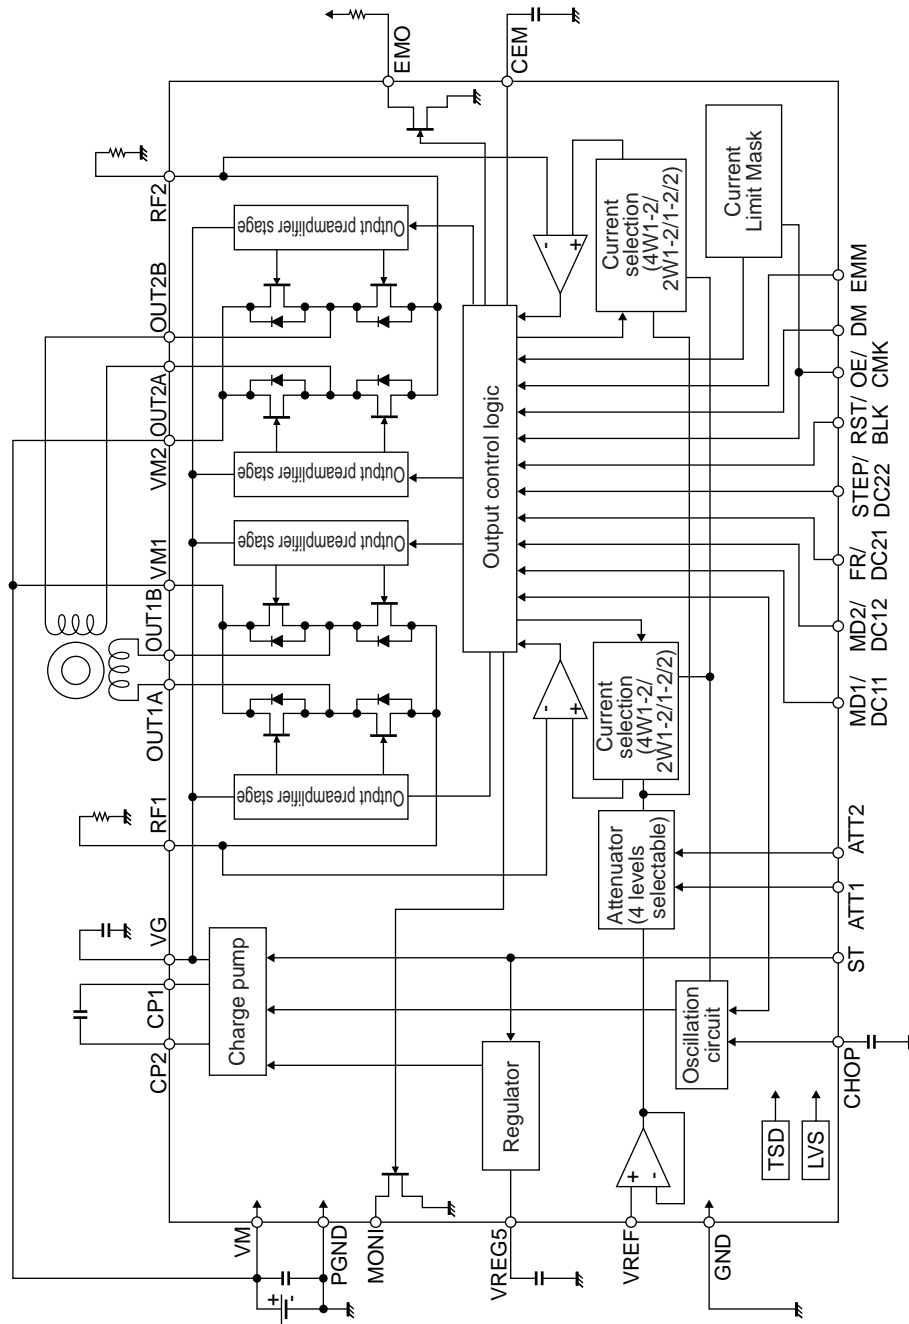 EMO
CEM
RF2
OUT2B
OUT2A
VM2
VM1
OUT1B
OUT1A
RF1
VG
CP1
CP2
Output preamplifier stage
Output preamplifier stage
Output preamplifier stage
Output preamplifier stage
Output control logic
-
+
-
+
Current
selection
(4W1-2/
2W1-2/1-2/2)
Current
Limit Mask
Current
selection
(4W1-2/
2W1-2/1-2/2)
Attenuator
(4 levels
selectable)
Charge pump
Regulator
Oscillation
circuit
TSD
LVS
+
-
+
-
VM
PGND
MONI
VREG5
VREF
GND
EMM
DM
OE/
CMK
RST/
BLK
STEP/
DC22
FR/
DC21
MD2/
DC12
MD1/
DC11
ATT2
ATT1
ST
CHOP